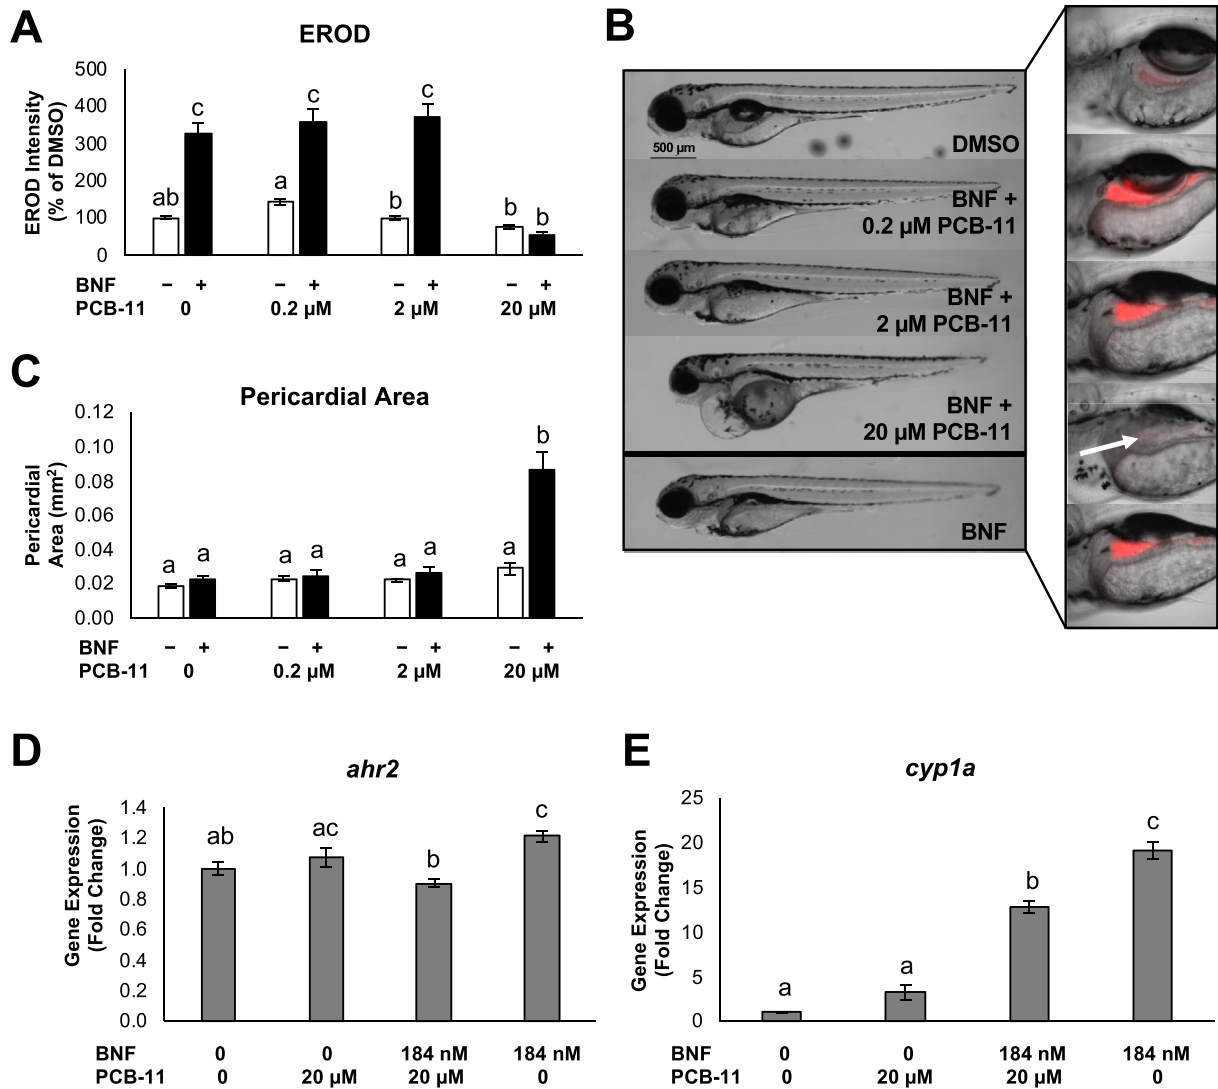 A
EROD
EROD Intensity
(% of DMSO)
500
400
300
200
100
0
ab
c
a
c
b
c
b
b
BNF − + − + − + − +
PCB-11 0 0.2 µM 2 µM 20 µM
B
DMSO
500 µm
BNF +
0.2 µM PCB-11
BNF +
2 µM PCB-11
BNF +
20 µM PCB-11
BNF
C
Pericardial Area
Pericardial
Area (mm²)
0.12
0.10
0.08
0.06
0.04
0.02
0.00
a
a
a
a
a
a
a
b
BNF − + − + − + − +
PCB-11 0 0.2 µM 2 µM 20 µM
D
ahr2
Gene Expression
(Fold Change)
1.4
1.2
1.0
0.8
0.6
0.4
0.2
0.0
ab
ac
b
c
BNF 0 0 184 nM 184 nM
PCB-11 0 20 µM 20 µM 0
E
cyp1a
Gene Expression
(Fold Change)
25
20
15
10
5
0
a
a
b
c
BNF 0 0 184 nM 184 nM
PCB-11 0 20 µM 20 µM 0